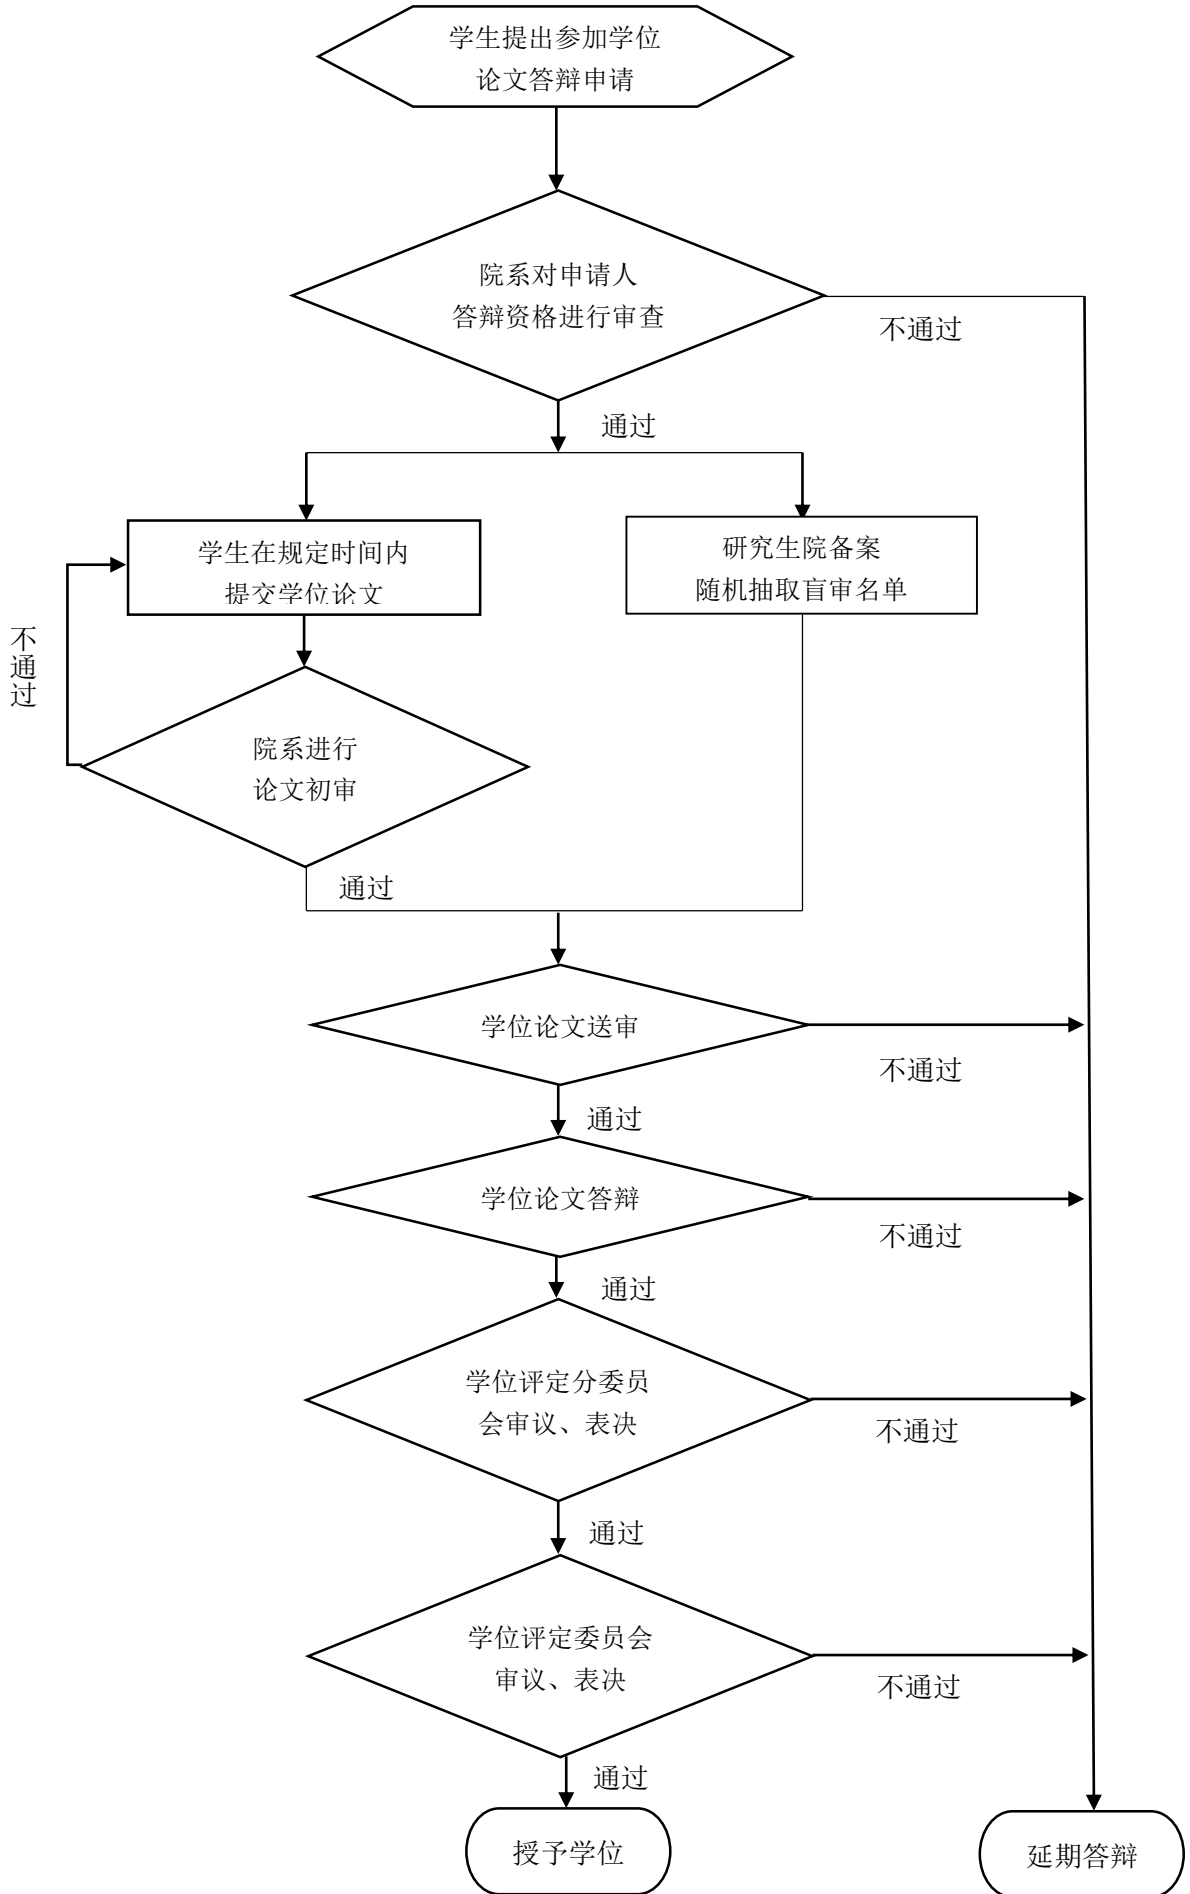 学生提出参加学位
论文答辩申请
院系对申请人
答辩资格进行审查
不通过
通过
学生在规定时间内
提交学位论文
研究生院备案
随机抽取盲审名单
不通过
院系进行
论文初审
通过
学位论文送审
不通过
通过
学位论文答辩
不通过
通过
学位评定分委员
会审议、表决
不通过
通过
学位评定委员会
审议、表决
不通过
通过
授予学位
延期答辩